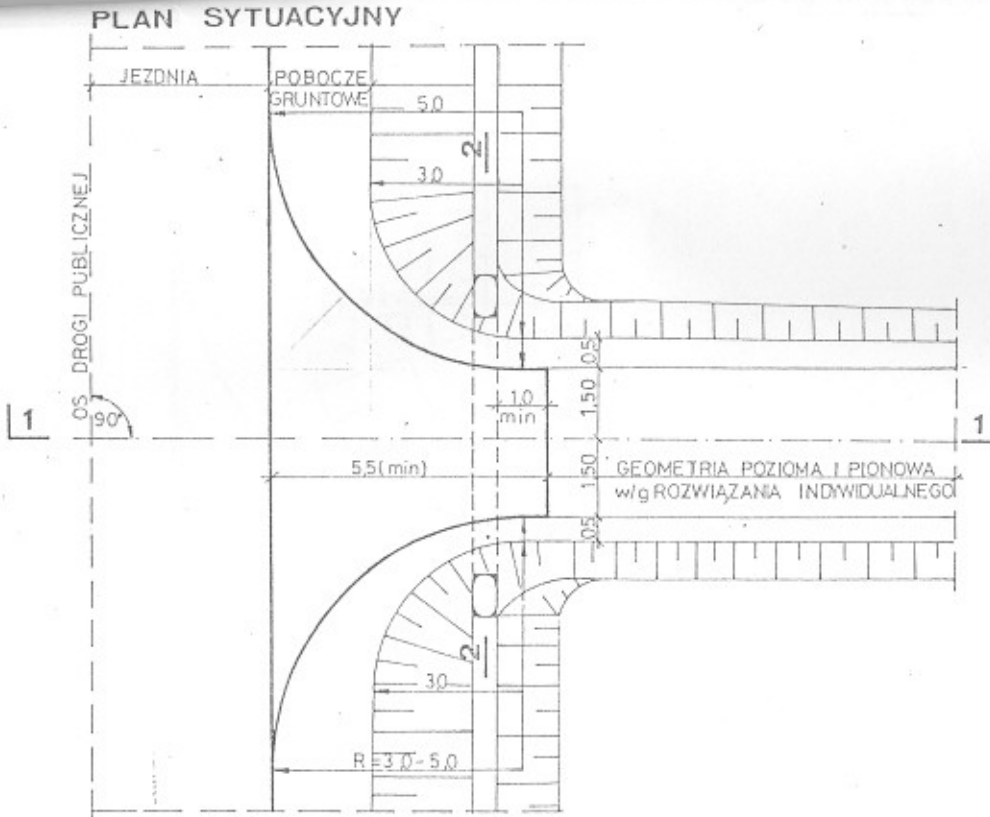 PLAN SYTUACYJNY
JEZDNIA
POBOCZE
GRUNTOWE
5,0
2
3,0
OŚ DROGI PUBLICZNEJ
0,5
1,50
1,0
min
1
90°
1
5,5(min)
1,50
GEOMETRIA POZIOMA I PIONOWA
w/g ROZWIĄZANIA INDYWIDUALNEGO
0,5
2
3,0
R=3,0-5,0